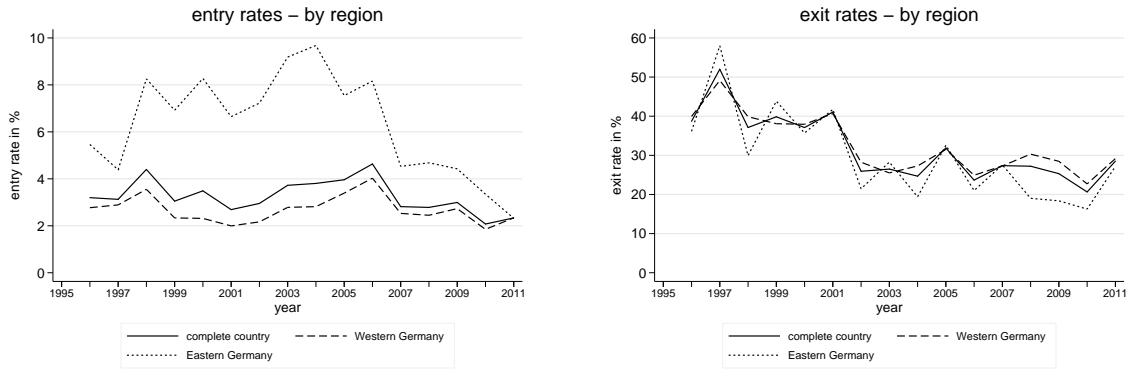 entry rates – by region
entry rate in %
10
8
6
4
2
0
1995 1997 1999 2001 2003 2005 2007 2009 2011
year
complete country Western Germany
Eastern Germany
exit rates – by region
exit rate in %
60
50
40
30
20
10
0
1995 1997 1999 2001 2003 2005 2007 2009 2011
year
complete country Western Germany
Eastern Germany